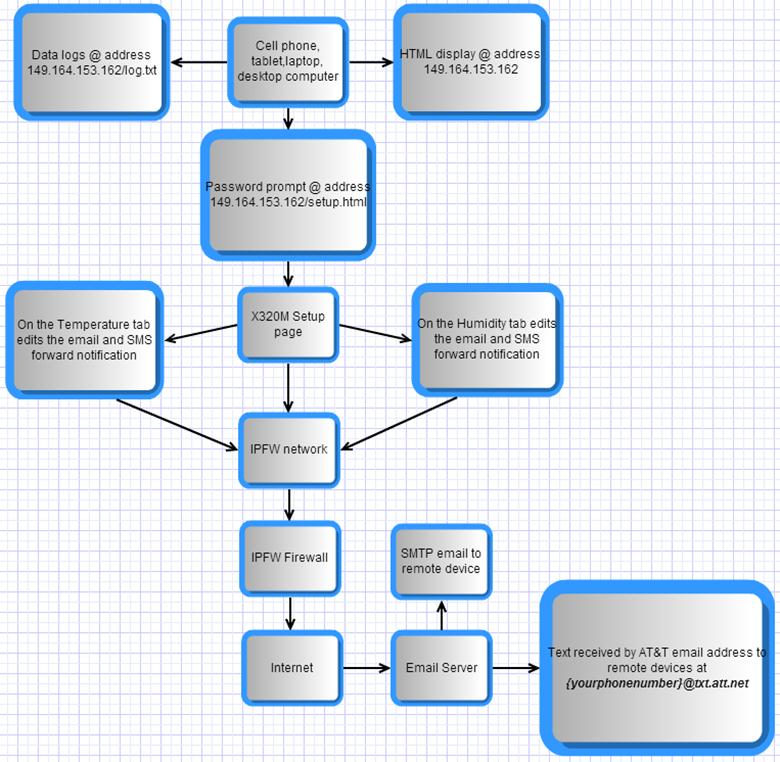 Data logs @ address
149.164.153.162/log.txt
Cell phone,
tablet,laptop,
desktop computer
HTML display @ address
149.164.153.162
Password prompt @ address
149.164.153.162/setup.html
X320M Setup
page
On the Temperature tab
edits the email and SMS
forward notification
On the Humidity tab edits
the email and SMS
forward notification
IPFW network
IPFW Firewall
SMTP email to
remote device
Internet
Email Server
Text received by AT&T email address to
remote devices at
{yourphonenumber}@txt.att.net